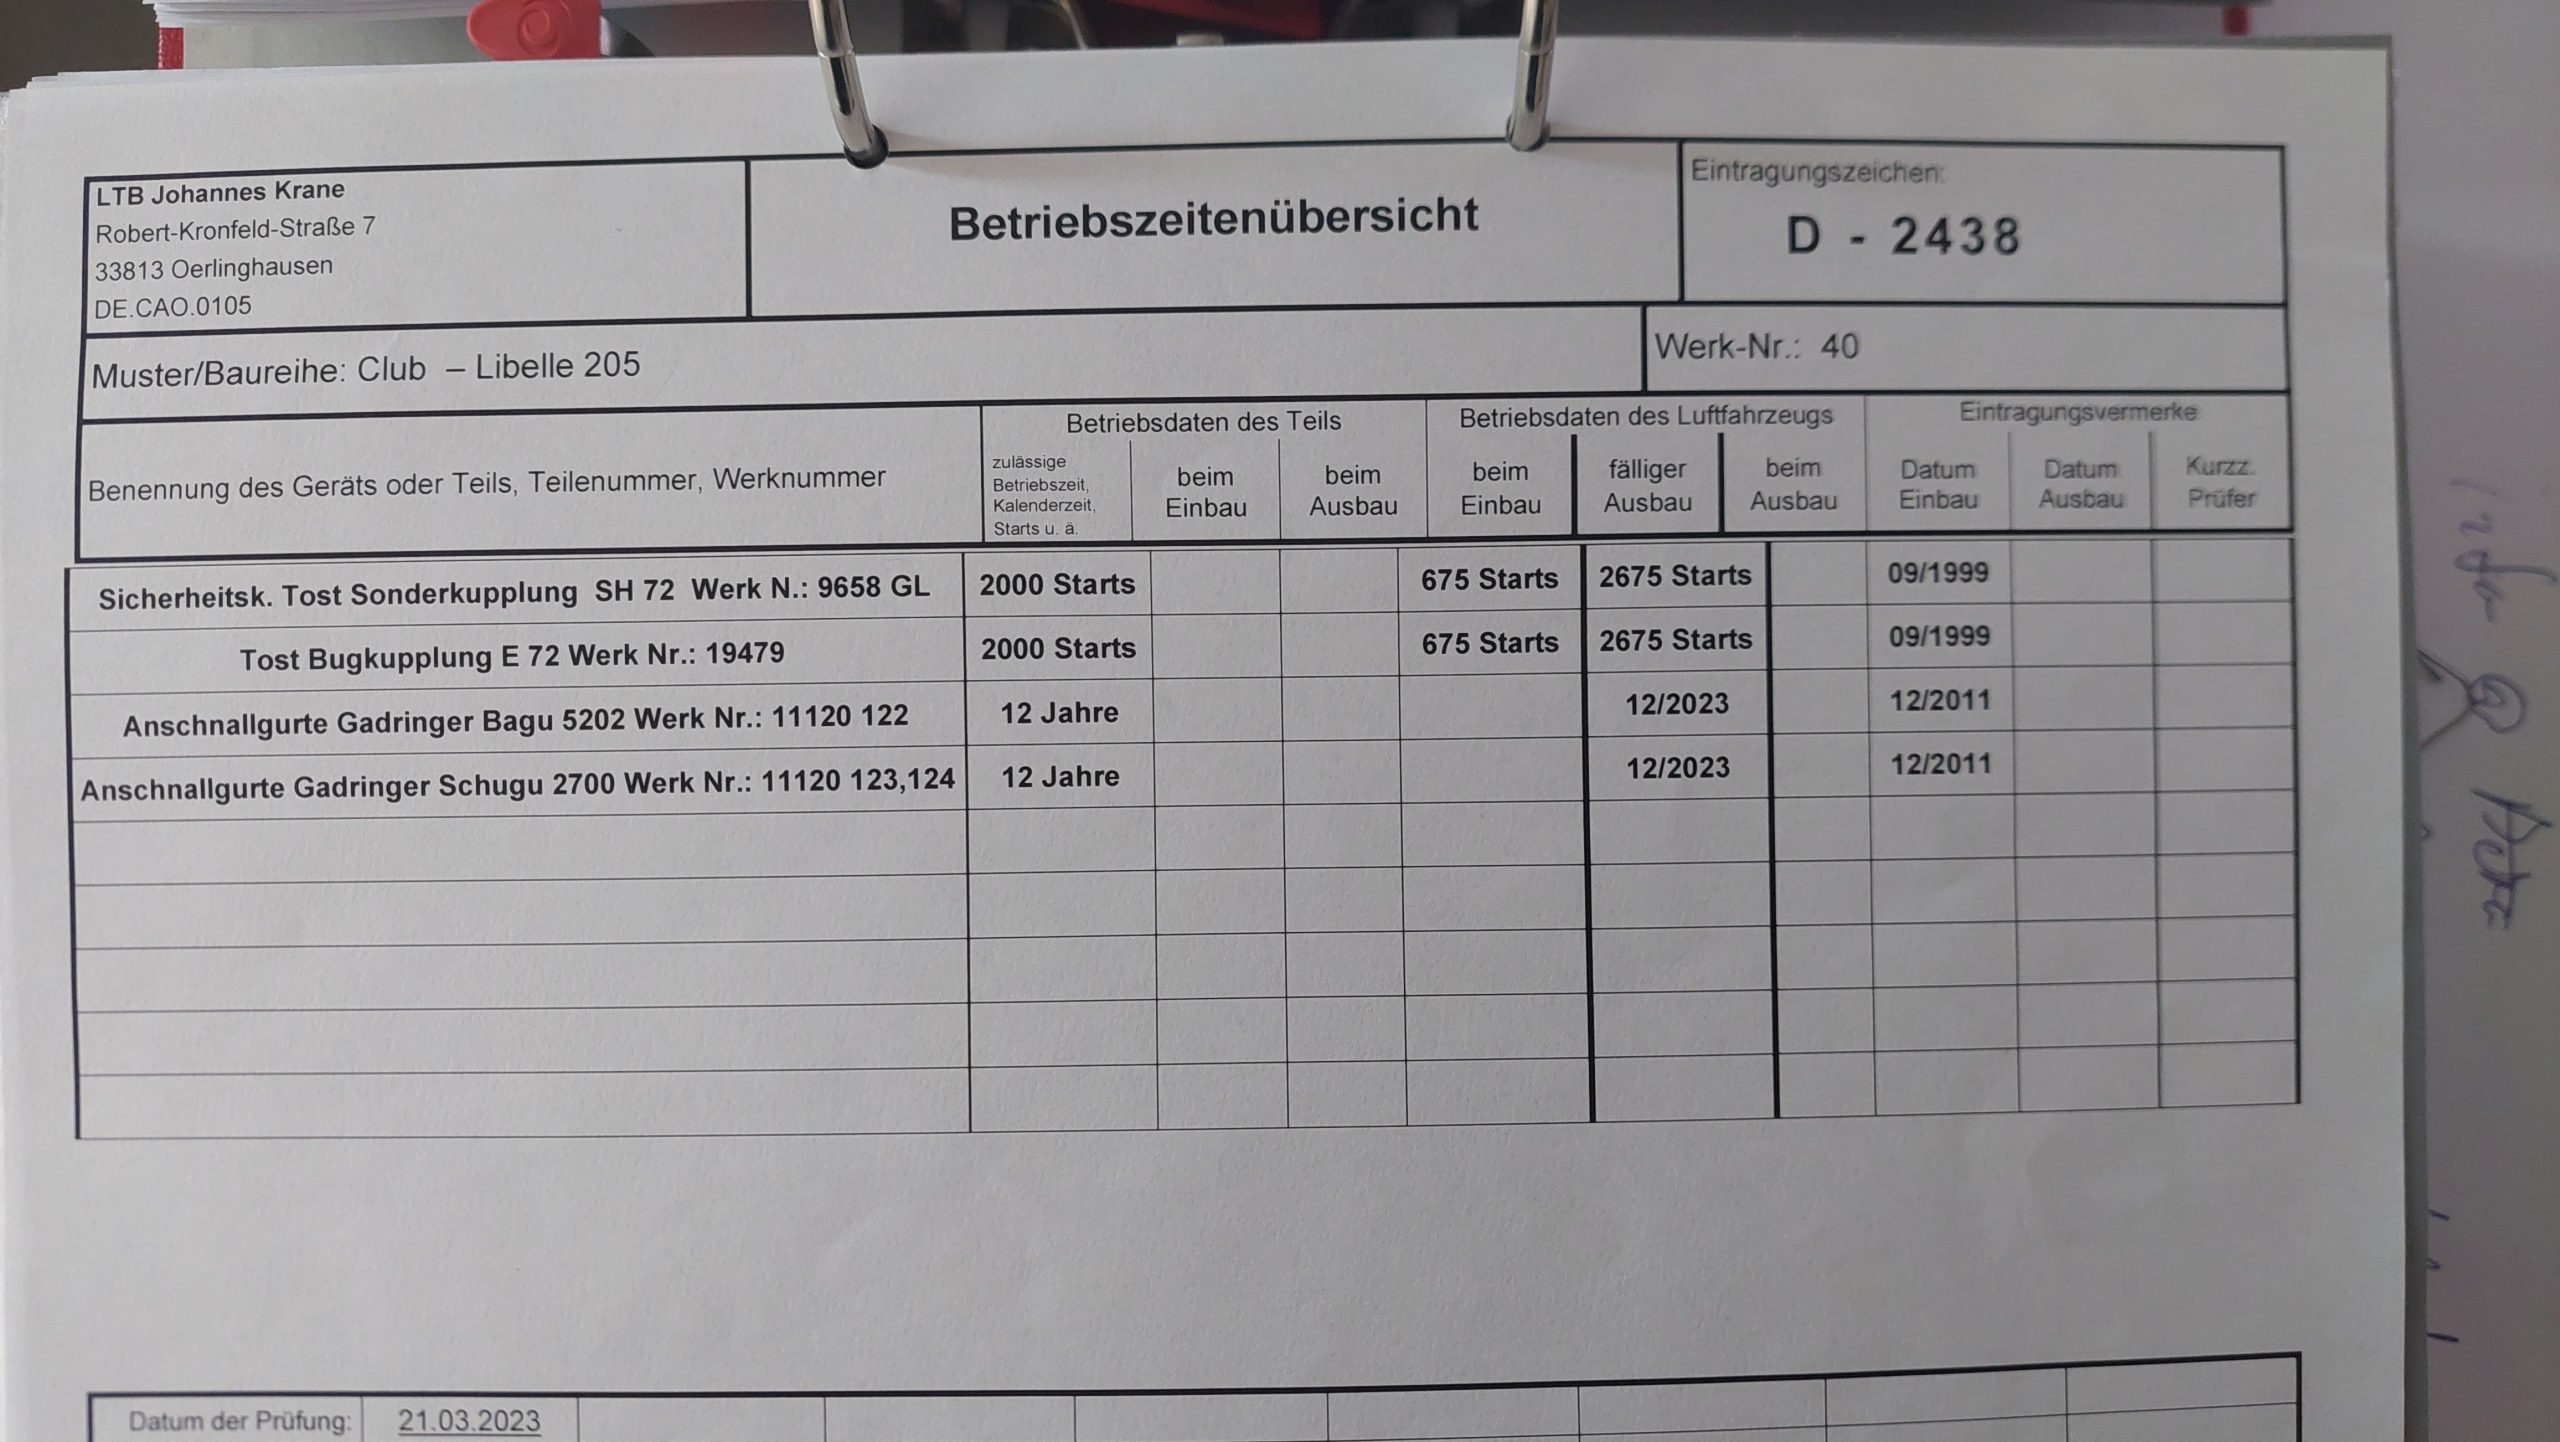 LTB Johannes Krane
Robert-Kronfeld-Straße 7
33813 Oerlinghausen
DE.CAO.0105
Betriebszeitenübersicht
Eintragungszeichen:
D - 2438
Muster/Baureihe: Club – Libelle 205
Werk-Nr.: 40
Benennung des Geräts oder Teils, Teilenummer, Werknummer
Betriebsdaten des Teils
zulässige
Betriebszeit,
Kalenderzeit,
Starts u. ä.
beim
Einbau
beim
Ausbau
Betriebsdaten des Luftfahrzeugs
beim
Einbau
fälliger
Ausbau
beim
Ausbau
Eintragungsvermerke
Datum
Einbau
Datum
Ausbau
Kurzz.
Prüfer
Sicherheitsk. Tost Sonderkupplung SH 72 Werk N.: 9658 GL 2000 Starts 675 Starts 2675 Starts 09/1999
Tost Bugkupplung E 72 Werk Nr.: 19479 2000 Starts 675 Starts 2675 Starts 09/1999
Anschnallgurte Gadringer Bagu 5202 Werk Nr.: 11120 122 12 Jahre 12/2023 12/2011
Anschnallgurte Gadringer Schugu 2700 Werk Nr.: 11120 123,124 12 Jahre 12/2023 12/2011
Datum der Prüfung: 21.03.2023